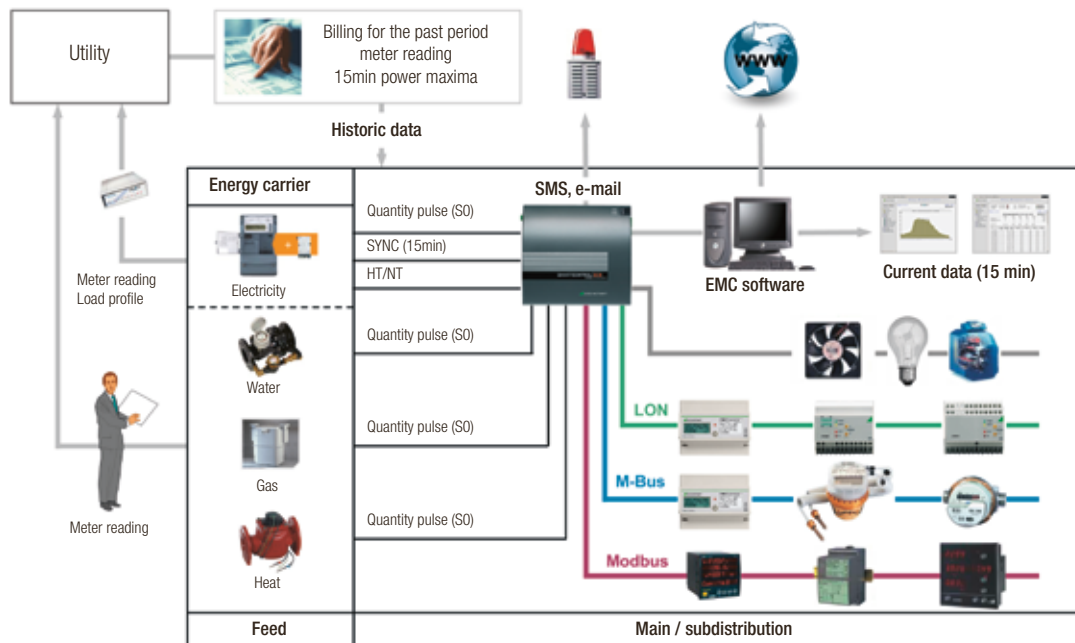 Utility
Billing for the past period
meter reading
15min power maxima
www
Historic data
Energy carrier
SMS, e-mail
Quantity pulse (S0)
SYNC (15min)
HT/NT
Electricity
Meter reading
Load profile
EMC software
Current data (15 min)
Quantity pulse (S0)
Water
LON
Quantity pulse (S0)
Gas
M-Bus
Meter reading
Quantity pulse (S0)
Heat
Modbus
Feed
Main / subdistribution